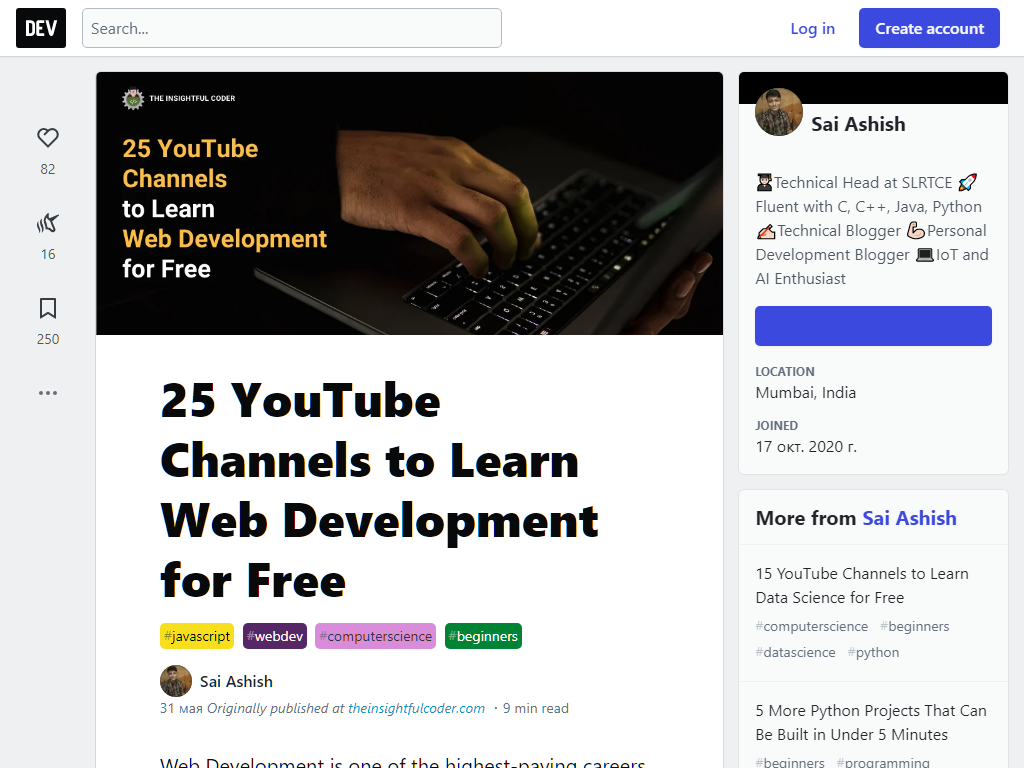 DEV
Search...
Log in
Create account
82
16
250
THE INSIGHTFUL CODER
25 YouTube
Channels
to Learn
Web Development
for Free
25 YouTube
Channels to Learn
Web Development
for Free
#javascript #webdev #computerscience #beginners
Sai Ashish
31 мая Originally published at theinsightfulcoder.com ・9 min read
Web Development is one of the highest-paying careers
Sai Ashish
👨🏻‍🎓Technical Head at SLRTCE 🚀
Fluent with C, C++, Java, Python
✍🏻Technical Blogger 💪🏻Personal
Development Blogger 💻IoT and
AI Enthusiast
LOCATION
Mumbai, India
JOINED
17 окт. 2020 г.
More from Sai Ashish
15 YouTube Channels to Learn
Data Science for Free
#computerscience #beginners
#datascience #python
5 More Python Projects That Can
Be Built in Under 5 Minutes
#beginners #programming